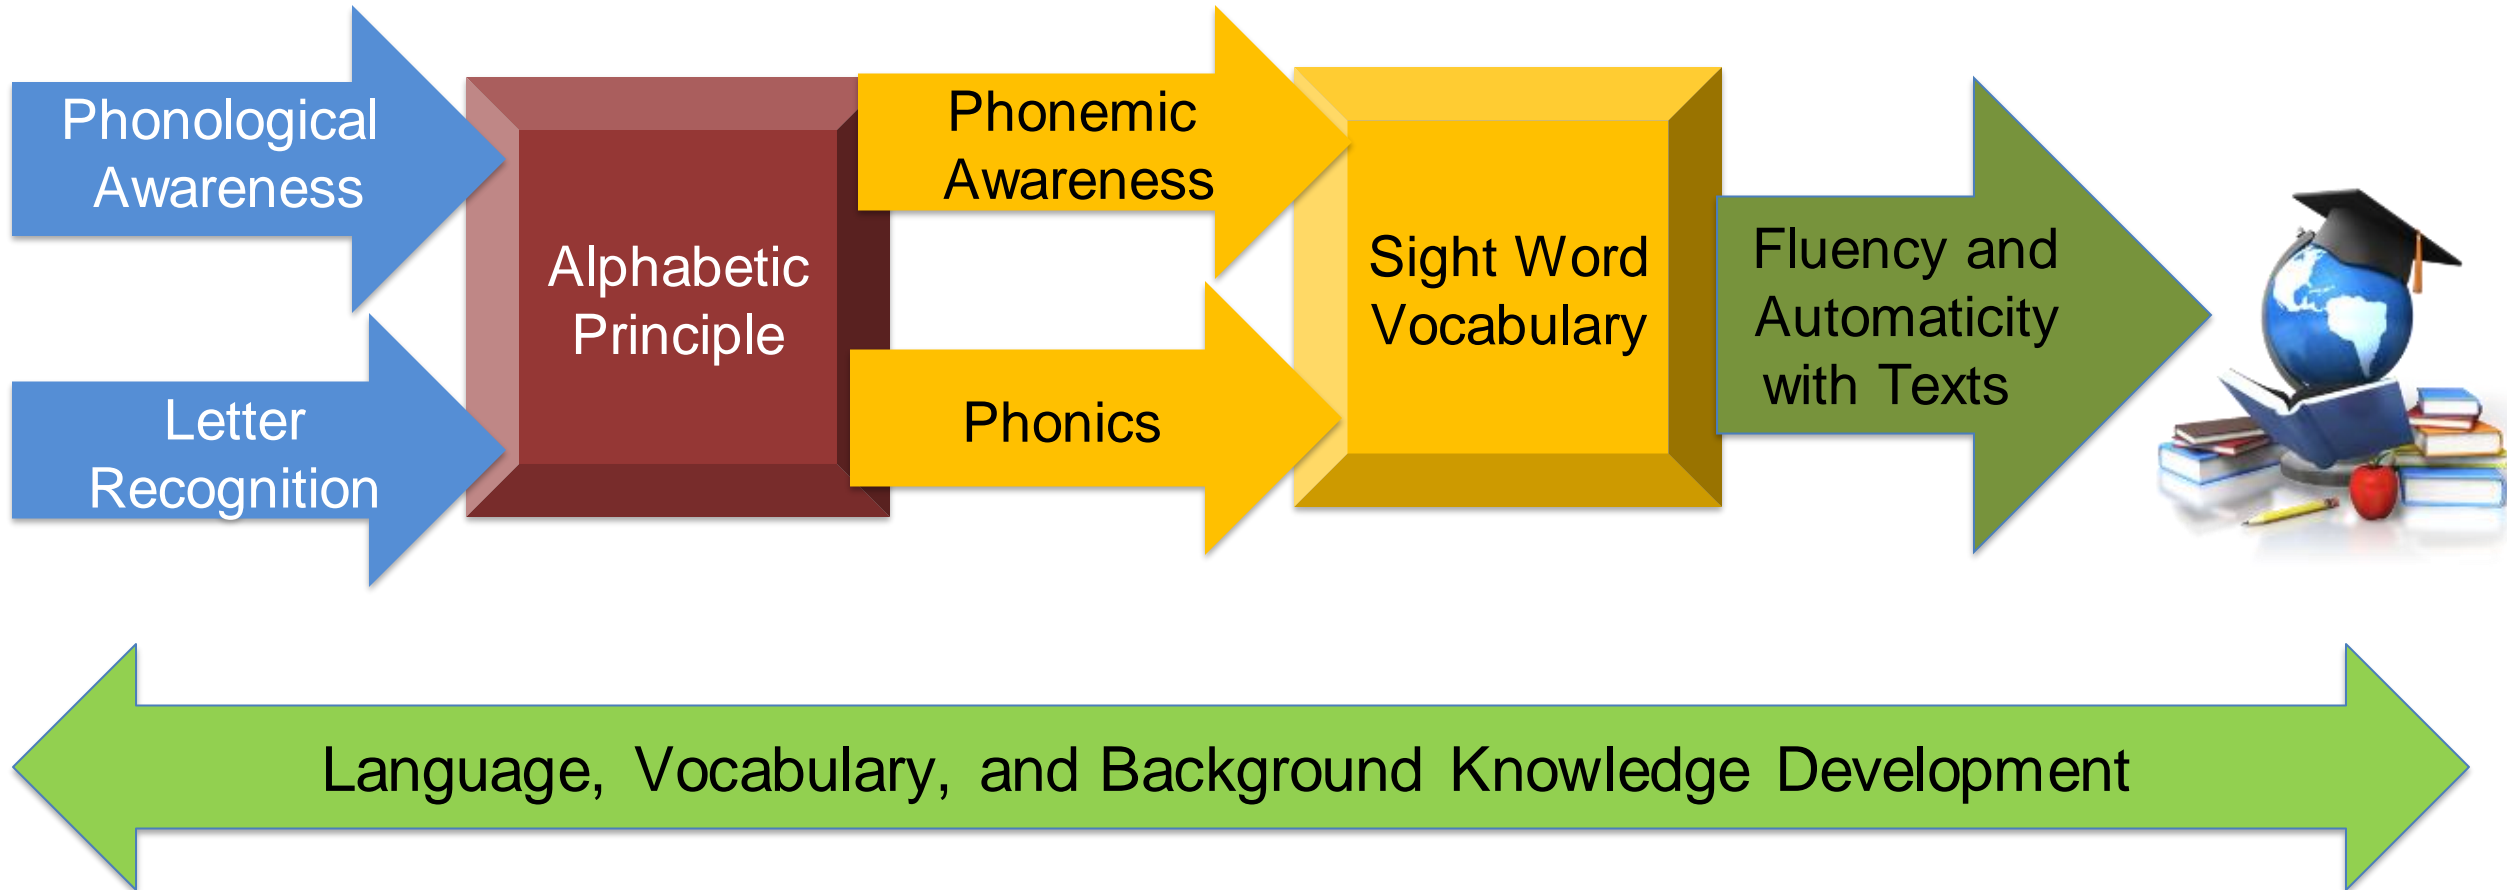 Phonological
Awareness
Letter
Recognition
Alphabetic
Principle
Phonemic
Awareness
Phonics
Sight Word
Vocabulary
Fluency and
Automaticity
with Texts
Language, Vocabulary, and Background Knowledge Development